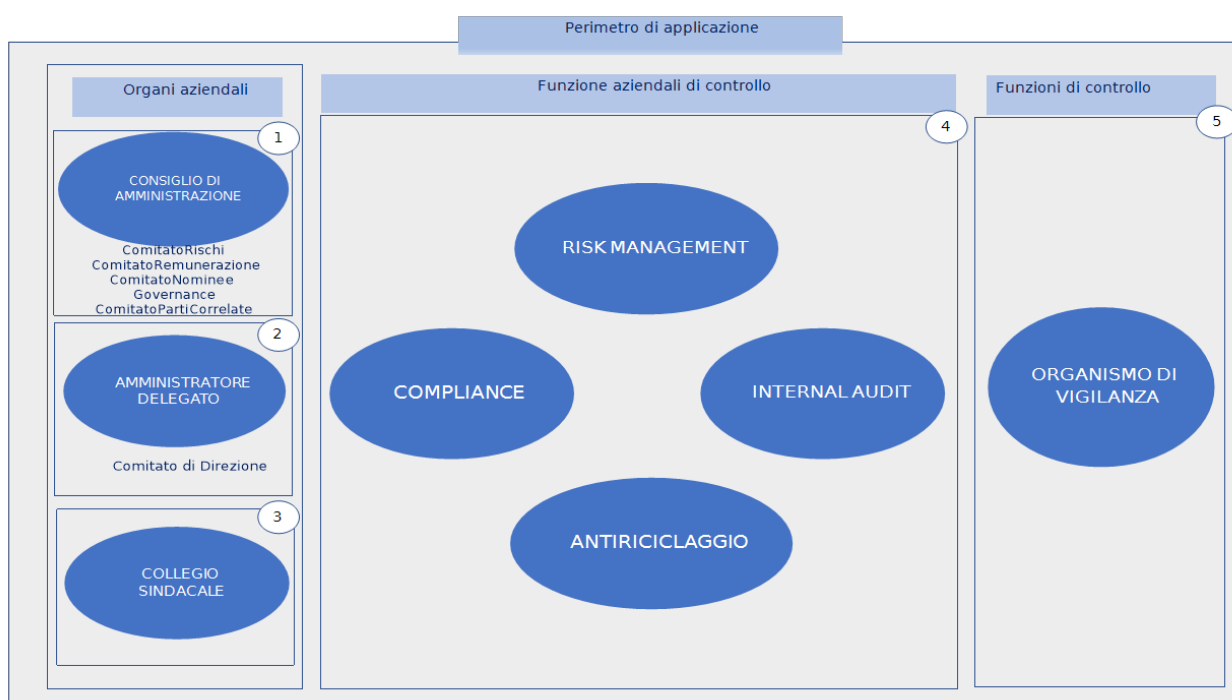 Perimetro di applicazione
Organi aziendali
1
CONSIGLIO DI
AMMINISTRAZIONE
ComitatoRischi
ComitatoRemunerazione
ComitatoNominee
Governance
ComitatoPartiCorrelate
2
AMMINISTRATORE
DELEGATO
Comitato di Direzione
3
COLLEGIO
SINDACALE
Funzione aziendali di controllo
4
RISK MANAGEMENT
COMPLIANCE
INTERNAL AUDIT
ANTIRICICLAGGIO
Funzioni di controllo
5
ORGANISMO DI
VIGILANZA